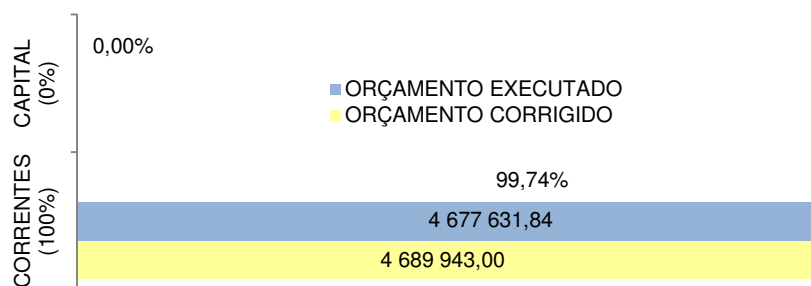 CAPITAL
(0%)
0,00%
ORÇAMENTO EXECUTADO
ORÇAMENTO CORRIGIDO
CORRENTES
(100%)
99,74%
4 677 631,84
4 689 943,00